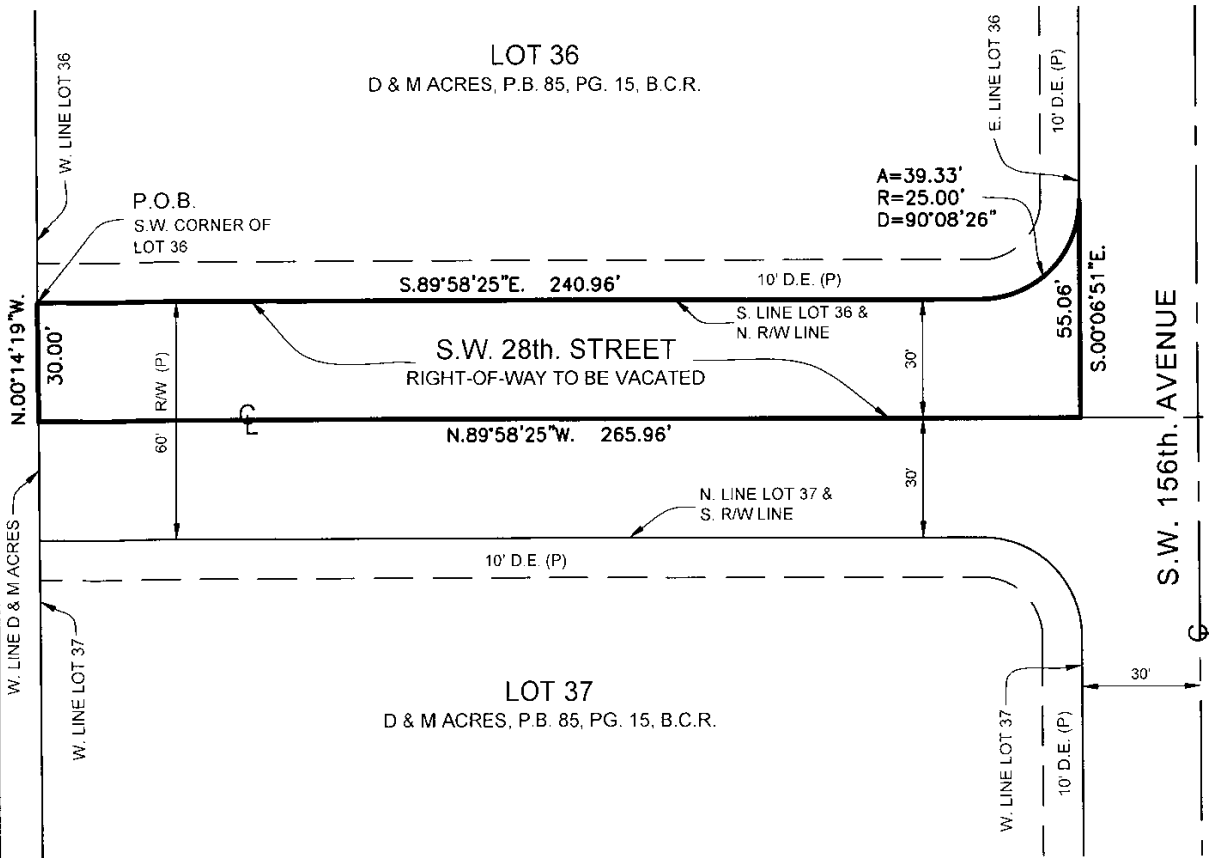 LOT 36
D & M ACRES, P.B. 85, PG. 15, B.C.R.
W. LINE LOT 36
E. LINE LOT 36
10' D.E. (P)
A=39.33'
R=25.00'
D=90°08'26"
P.O.B.
S.W. CORNER OF
LOT 36
S.89°58'25"E. 240.96'
10' D.E. (P)
S. LINE LOT 36 &
N. R/W LINE
N.00°14'19"W.
30.00'
60' R/W (P)
S.W. 28th. STREET
RIGHT-OF-WAY TO BE VACATED
30'
55.06'
S.00°06'51"E.
S.W. 156th. AVENUE
CL
N.89°58'25"W. 265.96'
30'
N. LINE LOT 37 &
S. R/W LINE
10' D.E. (P)
W. LINE D & M ACRES
W. LINE LOT 37
LOT 37
D & M ACRES, P.B. 85, PG. 15, B.C.R.
W. LINE LOT 37
10' D.E. (P)
30'
CL